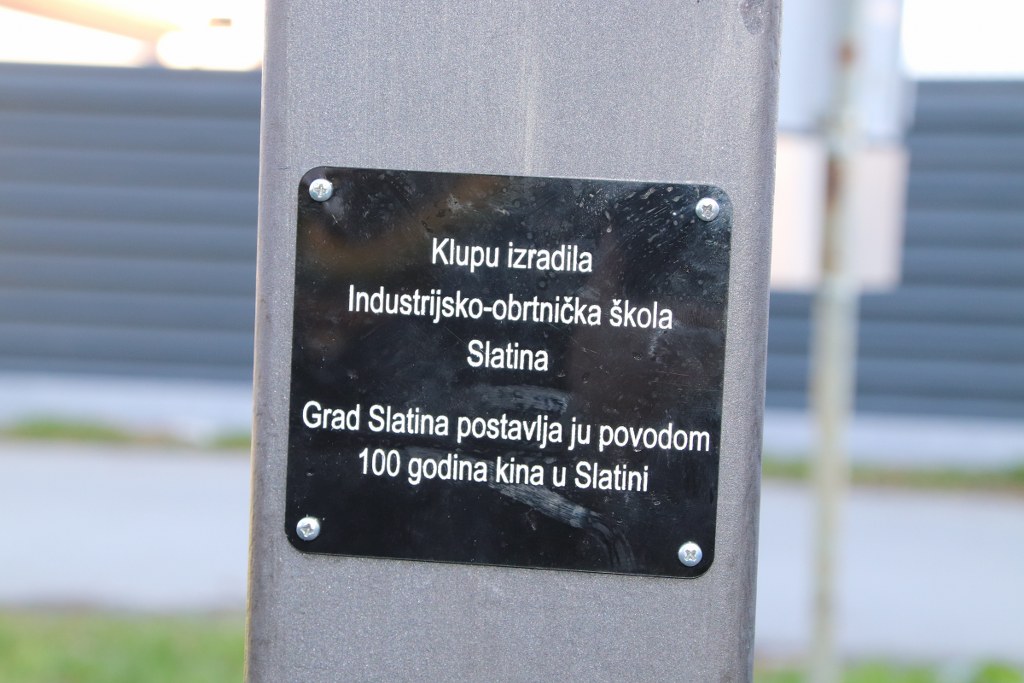 Klupu izradila
Industrijsko-obrtnička škola
Slatina
Grad Slatina postavlja ju povodom
100 godina kina u Slatini